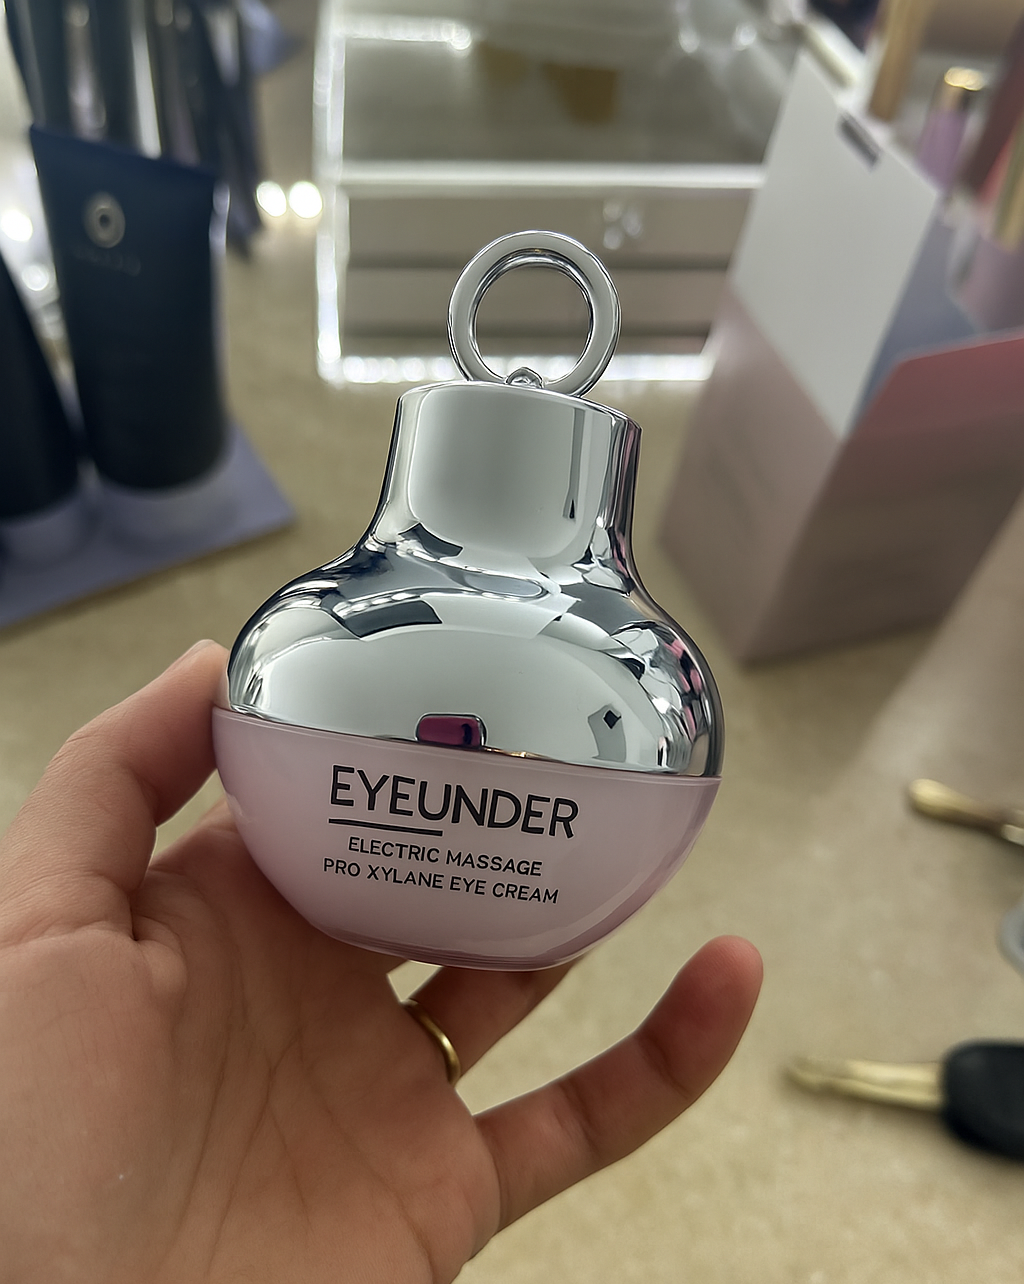 EYEUNDER
ELECTRIC MASSAGE
PRO XYLANE EYE CREAM